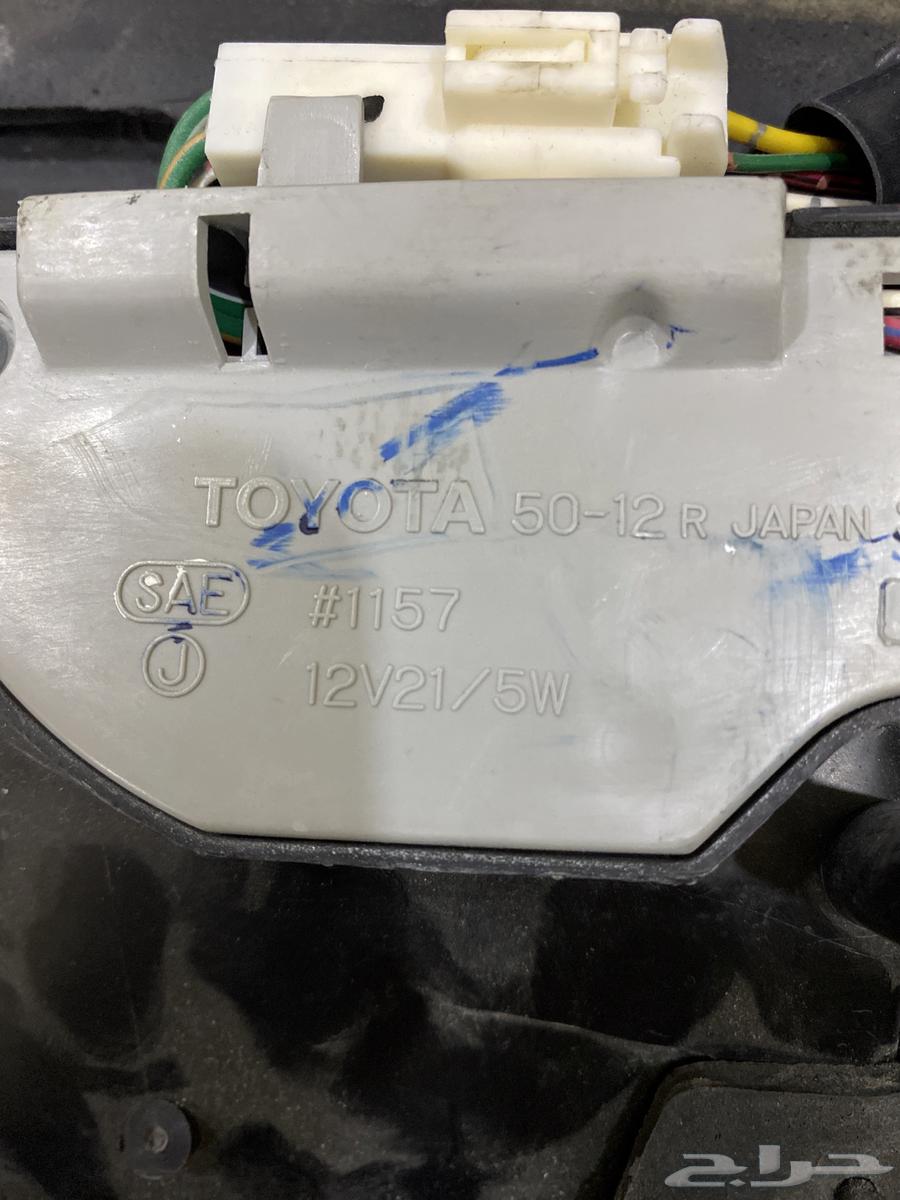 TOYOTA 50-12 R JAPAN
SAE #1157
J 12V21/5W
حراج